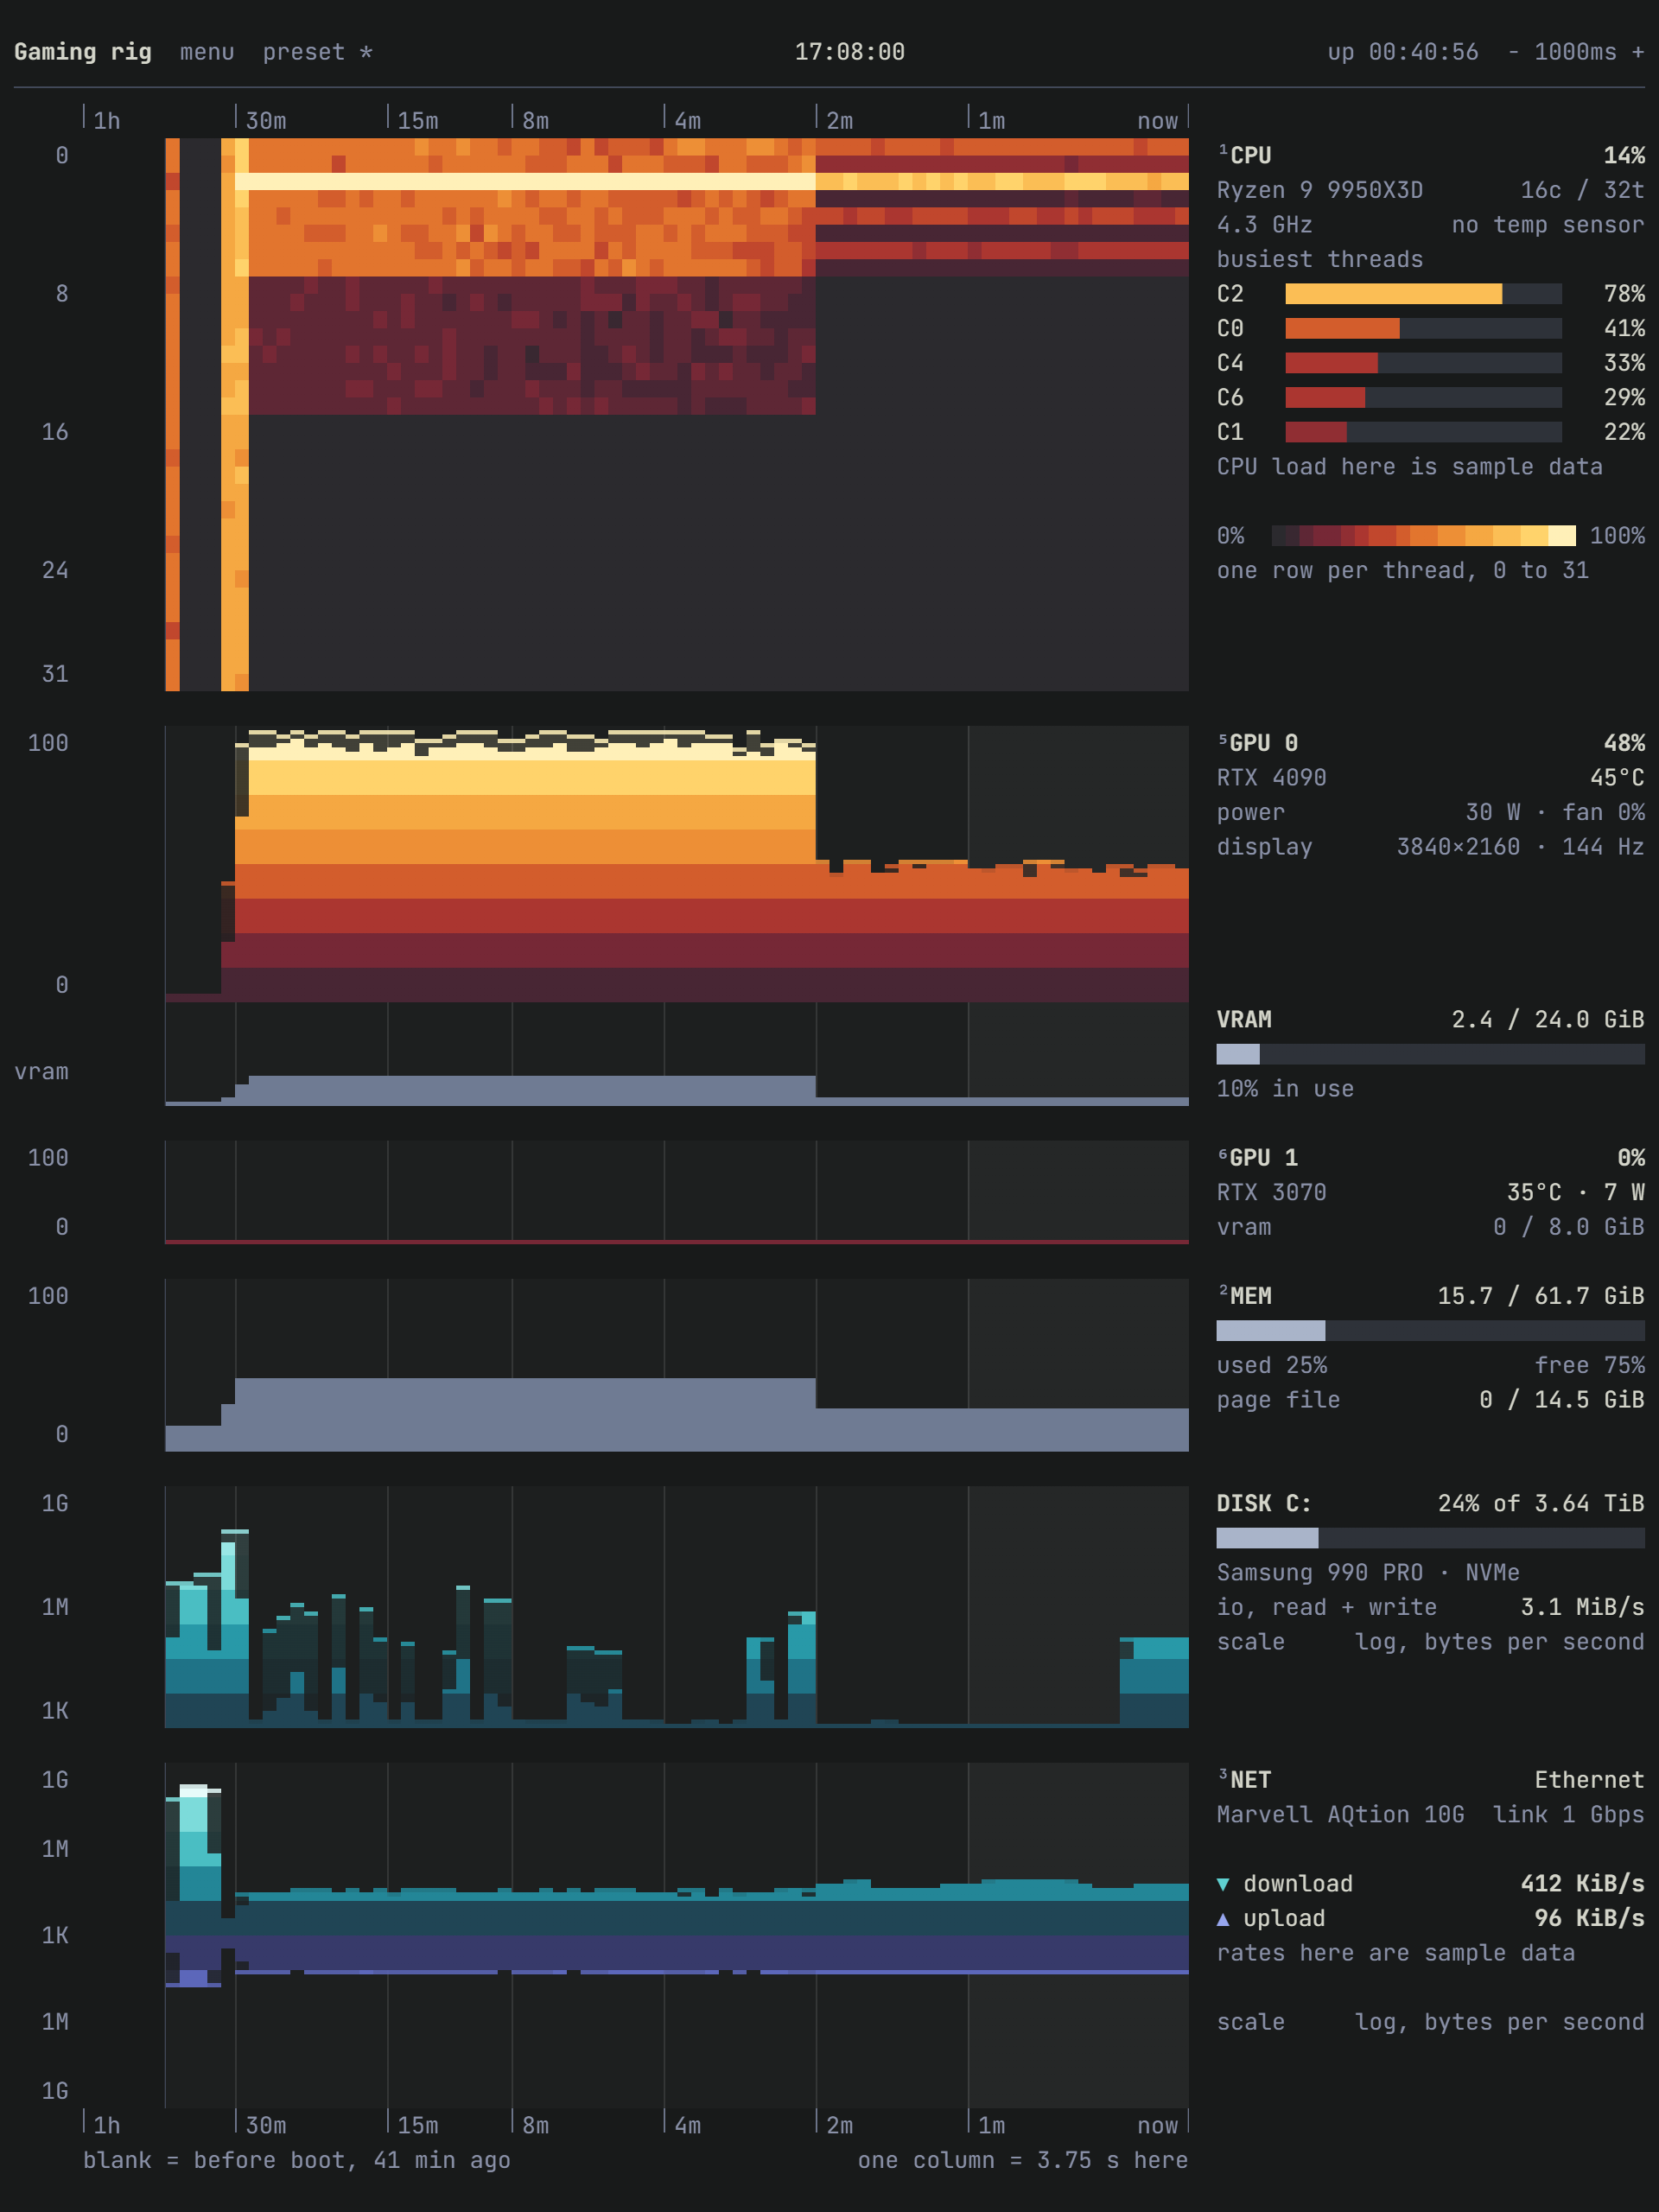 Gaming rig menu preset * 17:08:00 up 00:40:56 - 1000ms +
1h 30m 15m 8m 4m 2m 1m now
0
8
16
24
31
¹CPU 14%
Ryzen 9 9950X3D 16c / 32t
4.3 GHz no temp sensor
busiest threads
C2 78%
C0 41%
C4 33%
C6 29%
C1 22%
CPU load here is sample data
0% 100%
one row per thread, 0 to 31
100
0
vram
⁵GPU 0 48%
RTX 4090 45°C
power 30 W · fan 0%
display 3840×2160 · 144 Hz
VRAM 2.4 / 24.0 GiB
10% in use
100
0
⁶GPU 1 0%
RTX 3070 35°C · 7 W
vram 0 / 8.0 GiB
100
0
²MEM 15.7 / 61.7 GiB
used 25% free 75%
page file 0 / 14.5 GiB
1G
1M
1K
DISK C: 24% of 3.64 TiB
Samsung 990 PRO · NVMe
io, read + write 3.1 MiB/s
scale log, bytes per second
1G
1M
1K
1M
1G
³NET Ethernet
Marvell AQtion 10G link 1 Gbps
▼ download 412 KiB/s
▲ upload 96 KiB/s
rates here are sample data
scale log, bytes per second
1h 30m 15m 8m 4m 2m 1m now
blank = before boot, 41 min ago one column = 3.75 s here